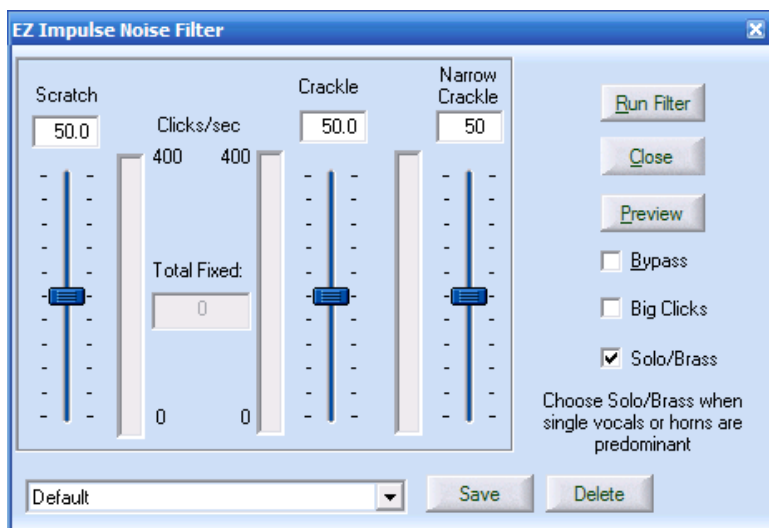 EZ Impulse Noise Filter
Scratch
50.0
Clicks/sec
400 400
Total Fixed:
0
0 0
Crackle
50.0
Narrow
Crackle
50
Run Filter
Close
Preview
Bypass
Big Clicks
Solo/Brass
Choose Solo/Brass when
single vocals or horns are
predominant
Default
Save
Delete